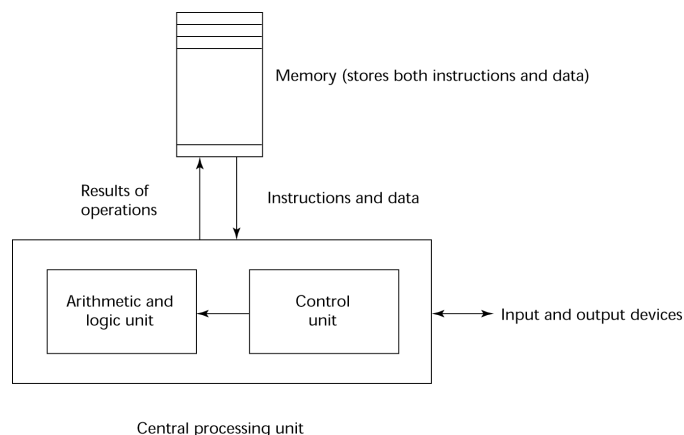 Memory (stores both instructions and data)
Results of
operations
Instructions and data
Arithmetic and
logic unit
Control
unit
Input and output devices
Central processing unit